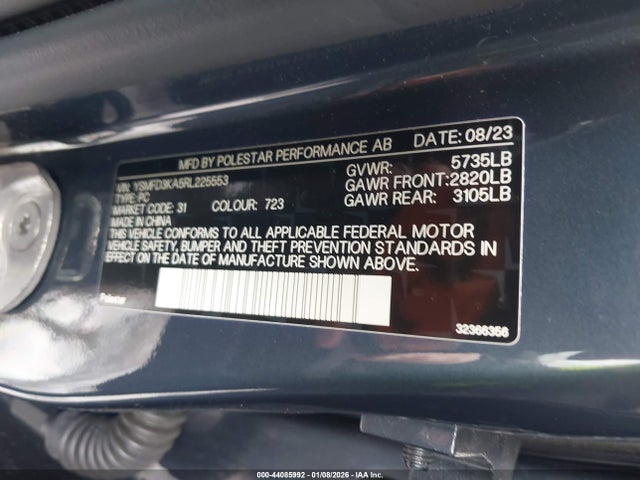 MFD BY POLESTAR PERFORMANCE AB DATE: 08/23
VIN: YSMFD3KA5RL225553 GVWR: 5735LB
TYPE: PC GAWR FRONT:2820LB
MARKET CODE: 31 COLOUR: 723 GAWR REAR: 3105LB
MADE IN CHINA
THIS VEHICLE CONFORMS TO ALL APPLICABLE FEDERAL MOTOR
VEHICLE SAFETY, BUMPER AND THEFT PREVENTION STANDARDS IN
EFFECT ON THE DATE OF MANUFACTURE SHOWN ABOVE.
Polestar 32366356
000-44085992 - 01/08/2026 - IAA Inc.